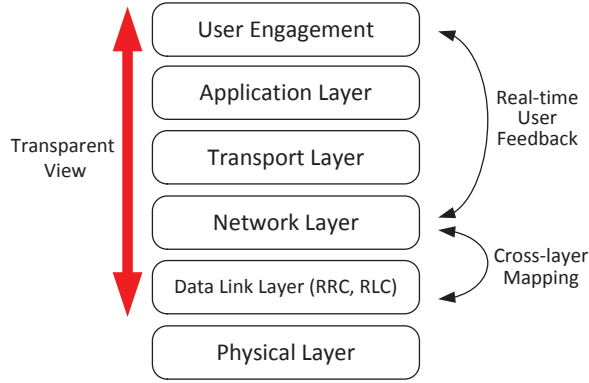 User Engagement
Application Layer
Transport Layer
Network Layer
Data Link Layer (RRC, RLC)
Physical Layer
Transparent
View
Real-time
User
Feedback
Cross-layer
Mapping